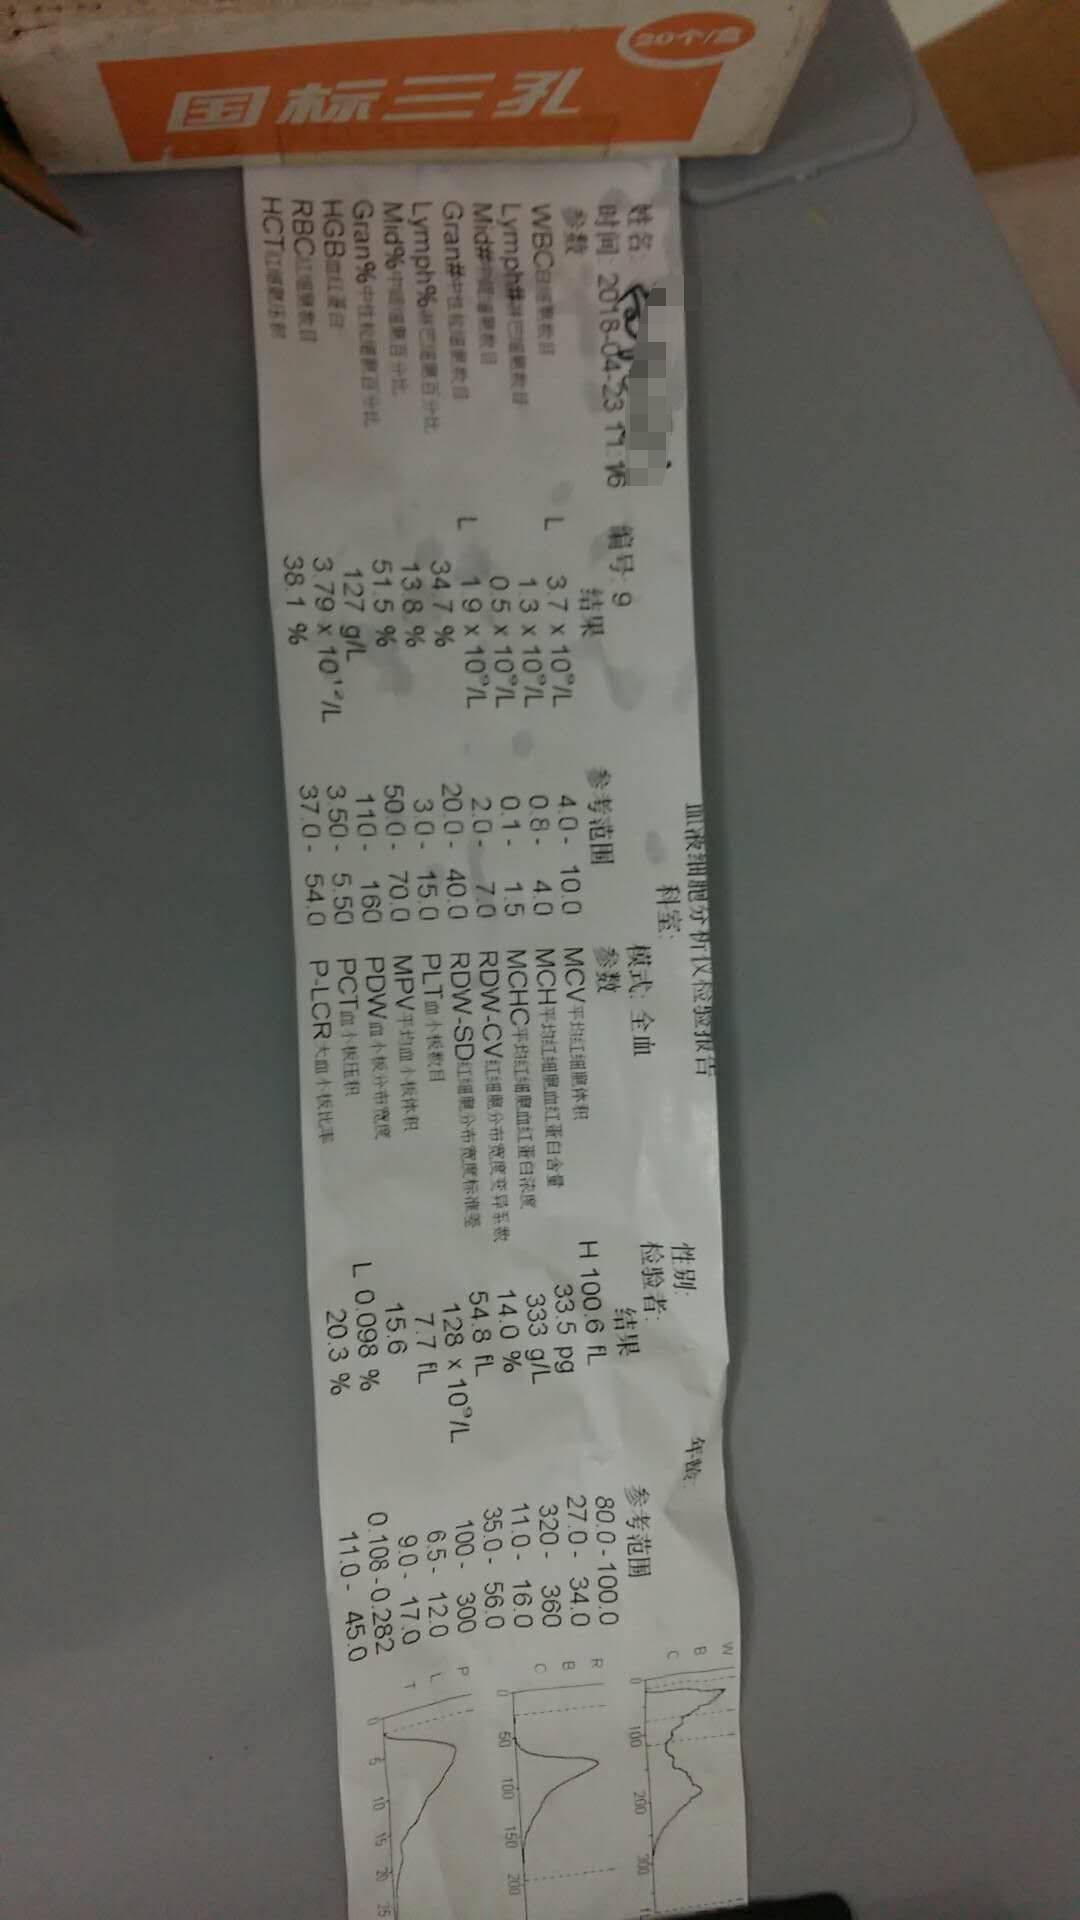 20个/盒
国标三孔
血液细胞分析仪检验报告
姓名: 科室: 性别: 年龄:
时间: 2018-04-23 11:16 编号: 9 模式: 全血 检验者:
参数 结果 参考范围 参数 结果 参考范围
WBC白细胞数目 L 3.7 x 10⁹/L 4.0 - 10.0 MCV平均红细胞体积 H 100.6 fL 80.0 - 100.0
Lymph#淋巴细胞数目 1.3 x 10⁹/L 0.8 - 4.0 MCH平均红细胞血红蛋白含量 33.5 pg 27.0 - 34.0
Mid#中间细胞数目 0.5 x 10⁹/L 0.1 - 1.5 MCHC平均红细胞血红蛋白浓度 333 g/L 320 - 360
Gran#中性粒细胞数目 L 1.9 x 10⁹/L 2.0 - 7.0 RDW-CV红细胞分布宽度变异系数 14.0 % 11.0 - 16.0
Lymph%淋巴细胞百分比 34.7 % 20.0 - 40.0 RDW-SD红细胞分布宽度标准差 54.8 fL 35.0 - 56.0
Mid%中间细胞百分比 13.8 % 3.0 - 15.0 PLT血小板数目 128 x 10⁹/L 100 - 300
Gran%中性粒细胞百分比 51.5 % 50.0 - 70.0 MPV平均血小板体积 7.7 fL 6.5 - 12.0
HGB血红蛋白 127 g/L 110 - 160 PDW血小板分布宽度 15.6 9.0 - 17.0
RBC红细胞数目 3.79 x 10¹²/L 3.50 - 5.50 PCT血小板压积 L 0.098 % 0.108 - 0.282
HCT红细胞压积 38.1 % 37.0 - 54.0 P-LCR大血小板比率 20.3 % 11.0 - 45.0
WBC
0 100 200 300 fL
RBC
0 50 100 150 200
PLT
0 5 10 15 20 25